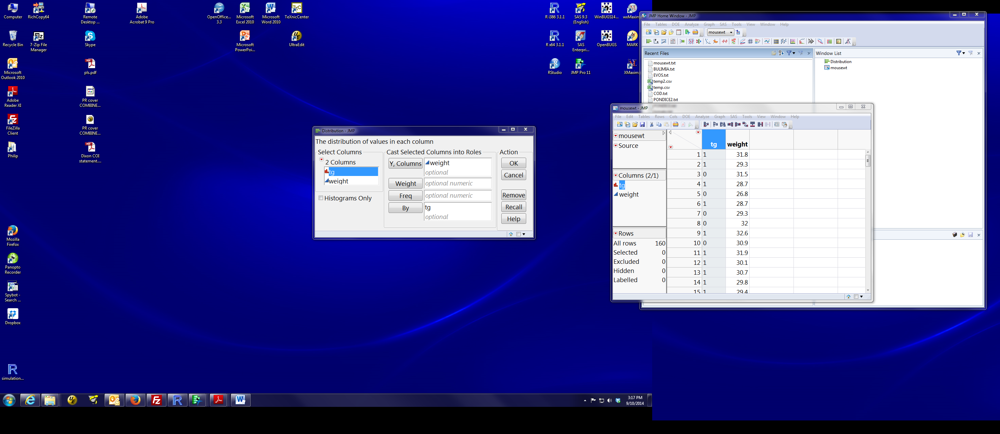 Computer
RichCopy64
Remote
Desktop ...
Adobe
Acrobat 9 Pro
OpenOffice...
3.3
Microsoft
Excel 2010
Microsoft
Word 2010
TeXnicCenter
R i386 3.1.1
SAS 9.3
(English)
WinBUGS14...
wxMaxim
Recycle Bin
7-Zip File
Manager
Skype
Microsoft
PowerPoi...
UltraEdit
R x64 3.1.1
SAS
Enterpri...
OpenBUGS
MARK
Microsoft
Outlook 2010
pls.pdf
RStudio
JMP Pro 11
XMaxim
Adobe
Reader XI
PR cover
COMBINE...
FileZilla
Client
PR cover
COMBINE...
Philip
Dixon COI
statement....
Mozilla
Firefox
Panopto
Recorder
Spybot -
Search ...
Dropbox
simulation...
JMP Home Window - JMP
File Tables DOE Analyze Graph SAS Tools View Window Help
mousewt
Recent Files
Window List
mousewt.txt
BULIMIA.txt
EVOS.txt
temp2.csv
temp.csv
COD.txt
PONDICE2.txt
Distribution
mousewt
Distribution - JMP
The distribution of values in each column
Select Columns
2 Columns
tg
weight
Histograms Only
Cast Selected Columns into Roles
Y, Columns weight
optional
Weight optional numeric
Freq optional numeric
By tg
optional
Action
OK
Cancel
Remove
Recall
Help
mousewt - JMP
File Edit Tables Rows Cols DOE Analyze Graph SAS Tools View Window Help
mousewt
Source
Columns (2/1)
tg
weight
Rows
All rows 160
Selected 0
Excluded 0
Hidden 0
Labelled 0
tg weight
1 1 31.8
2 1 29.3
3 0 31.5
4 1 28.7
5 0 26.8
6 1 28.7
7 0 29.3
8 0 32
9 1 32.6
10 0 30.9
11 1 31.9
12 1 30.1
13 1 30.7
14 1 29.8
15 1 29.4
3:17 PM
9/10/2014